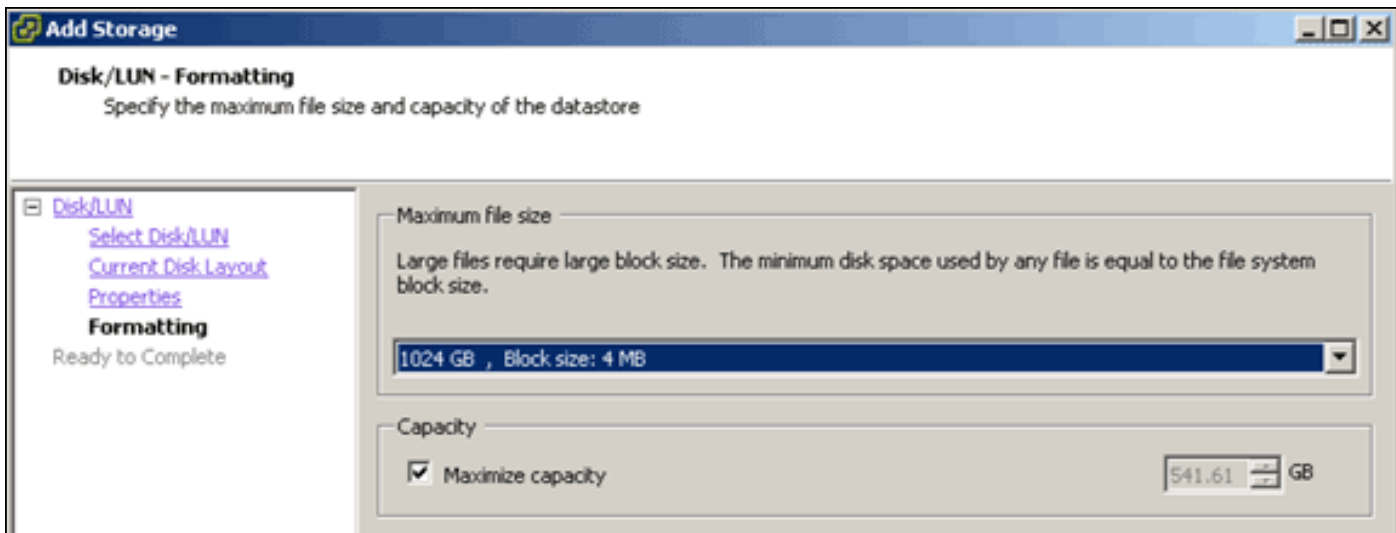 Add Storage
Disk/LUN - Formatting
Specify the maximum file size and capacity of the datastore
Disk/LUN
Select Disk/LUN
Current Disk Layout
Properties
Formatting
Ready to Complete
Maximum file size
Large files require large block size. The minimum disk space used by any file is equal to the file system
block size.
1024 GB , Block size: 4 MB
Capacity
Maximize capacity
541.61 GB